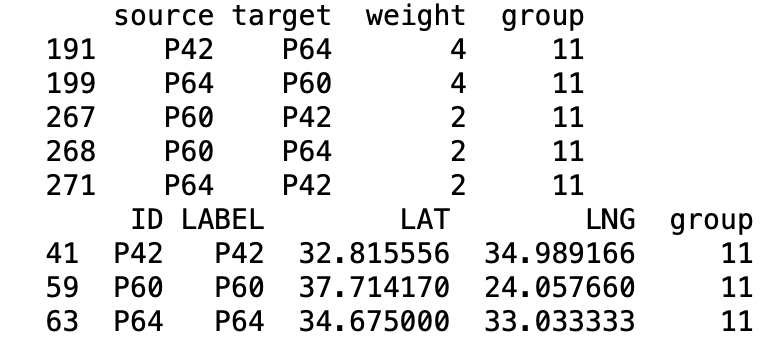 source target weight group
191 P42 P64 4 11
199 P64 P60 4 11
267 P60 P42 2 11
268 P60 P64 2 11
271 P64 P42 2 11
ID LABEL LAT LNG group
41 P42 P42 32.815556 34.989166 11
59 P60 P60 37.714170 24.057660 11
63 P64 P64 34.675000 33.033333 11